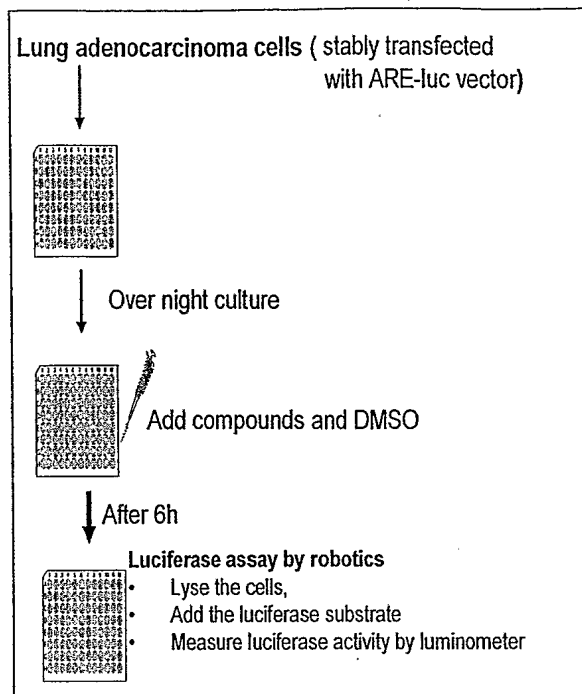 Lung adenocarcinoma cells ( stably transfected
with ARE-luc vector)
Over night culture
Add compounds and DMSO
After 6h
Luciferase assay by robotics
• Lyse the cells,
• Add the luciferase substrate
• Measure luciferase activity by luminometer